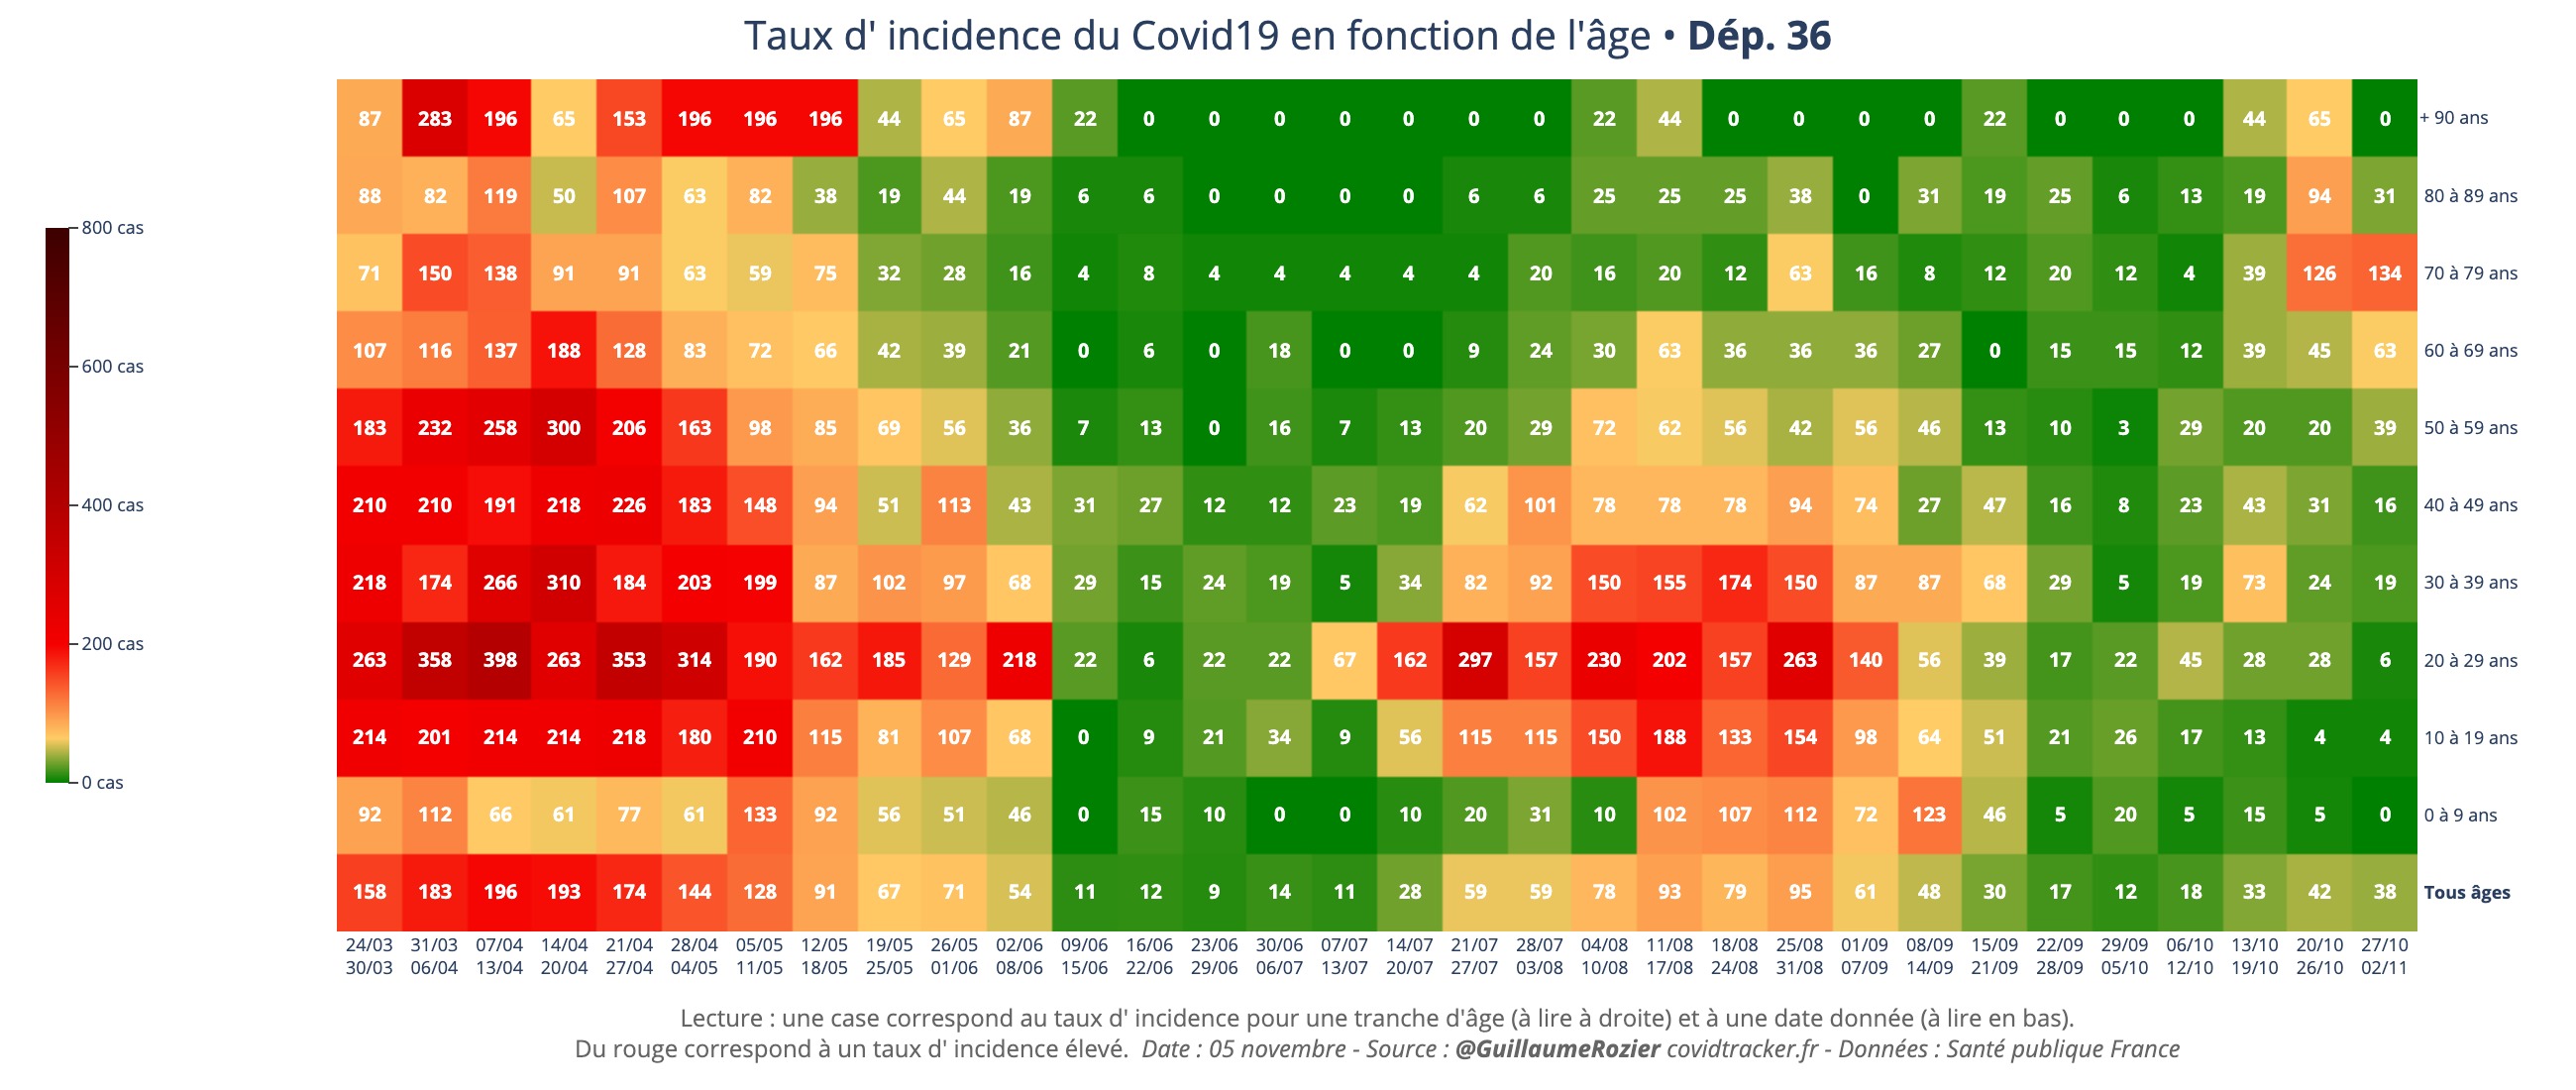 Taux d' incidence du Covid19 en fonction de l'âge • Dép. 36
800 cas
600 cas
400 cas
200 cas
0 cas
87 283 196 65 153 196 196 196 44 65 87 22 0 0 0 0 0 0 0 22 44 0 0 0 0 22 0 0 0 44 65 0 + 90 ans
88 82 119 50 107 63 82 38 19 44 19 6 6 0 0 0 0 6 6 25 25 25 38 0 31 19 25 6 13 19 94 31 80 à 89 ans
71 150 138 91 91 63 59 75 32 28 16 4 8 4 4 4 4 4 20 16 20 12 63 16 8 12 20 12 4 39 126 134 70 à 79 ans
107 116 137 188 128 83 72 66 42 39 21 0 6 0 18 0 0 9 24 30 63 36 36 36 27 0 15 15 12 39 45 63 60 à 69 ans
183 232 258 300 206 163 98 85 69 56 36 7 13 0 16 7 13 20 29 72 62 56 42 56 46 13 10 3 29 20 20 39 50 à 59 ans
210 210 191 218 226 183 148 94 51 113 43 31 27 12 12 23 19 62 101 78 78 78 94 74 27 47 16 8 23 43 31 16 40 à 49 ans
218 174 266 310 184 203 199 87 102 97 68 29 15 24 19 5 34 82 92 150 155 174 150 87 87 68 29 5 19 73 24 19 30 à 39 ans
263 358 398 263 353 314 190 162 185 129 218 22 6 22 22 67 162 297 157 230 202 157 263 140 56 39 17 22 45 28 28 6 20 à 29 ans
214 201 214 214 218 180 210 115 81 107 68 0 9 21 34 9 56 115 115 150 188 133 154 98 64 51 21 26 17 13 4 4 10 à 19 ans
92 112 66 61 77 61 133 92 56 51 46 0 15 10 0 0 10 20 31 10 102 107 112 72 123 46 5 20 5 15 5 0 0 à 9 ans
158 183 196 193 174 144 128 91 67 71 54 11 12 9 14 11 28 59 59 78 93 79 95 61 48 30 17 12 18 33 42 38 Tous âges
24/03 31/03 07/04 14/04 21/04 28/04 05/05 12/05 19/05 26/05 02/06 09/06 16/06 23/06 30/06 07/07 14/07 21/07 28/07 04/08 11/08 18/08 25/08 01/09 08/09 15/09 22/09 29/09 06/10 13/10 20/10 27/10
30/03 06/04 13/04 20/04 27/04 04/05 11/05 18/05 25/05 01/06 08/06 15/06 22/06 29/06 06/07 13/07 20/07 27/07 03/08 10/08 17/08 24/08 31/08 07/09 14/09 21/09 28/09 05/10 12/10 19/10 26/10 02/11
Lecture : une case correspond au taux d' incidence pour une tranche d'âge (à lire à droite) et à une date donnée (à lire en bas).
Du rouge correspond à un taux d' incidence élevé. Date : 05 novembre - Source : @GuillaumeRozier covidtracker.fr - Données : Santé publique France